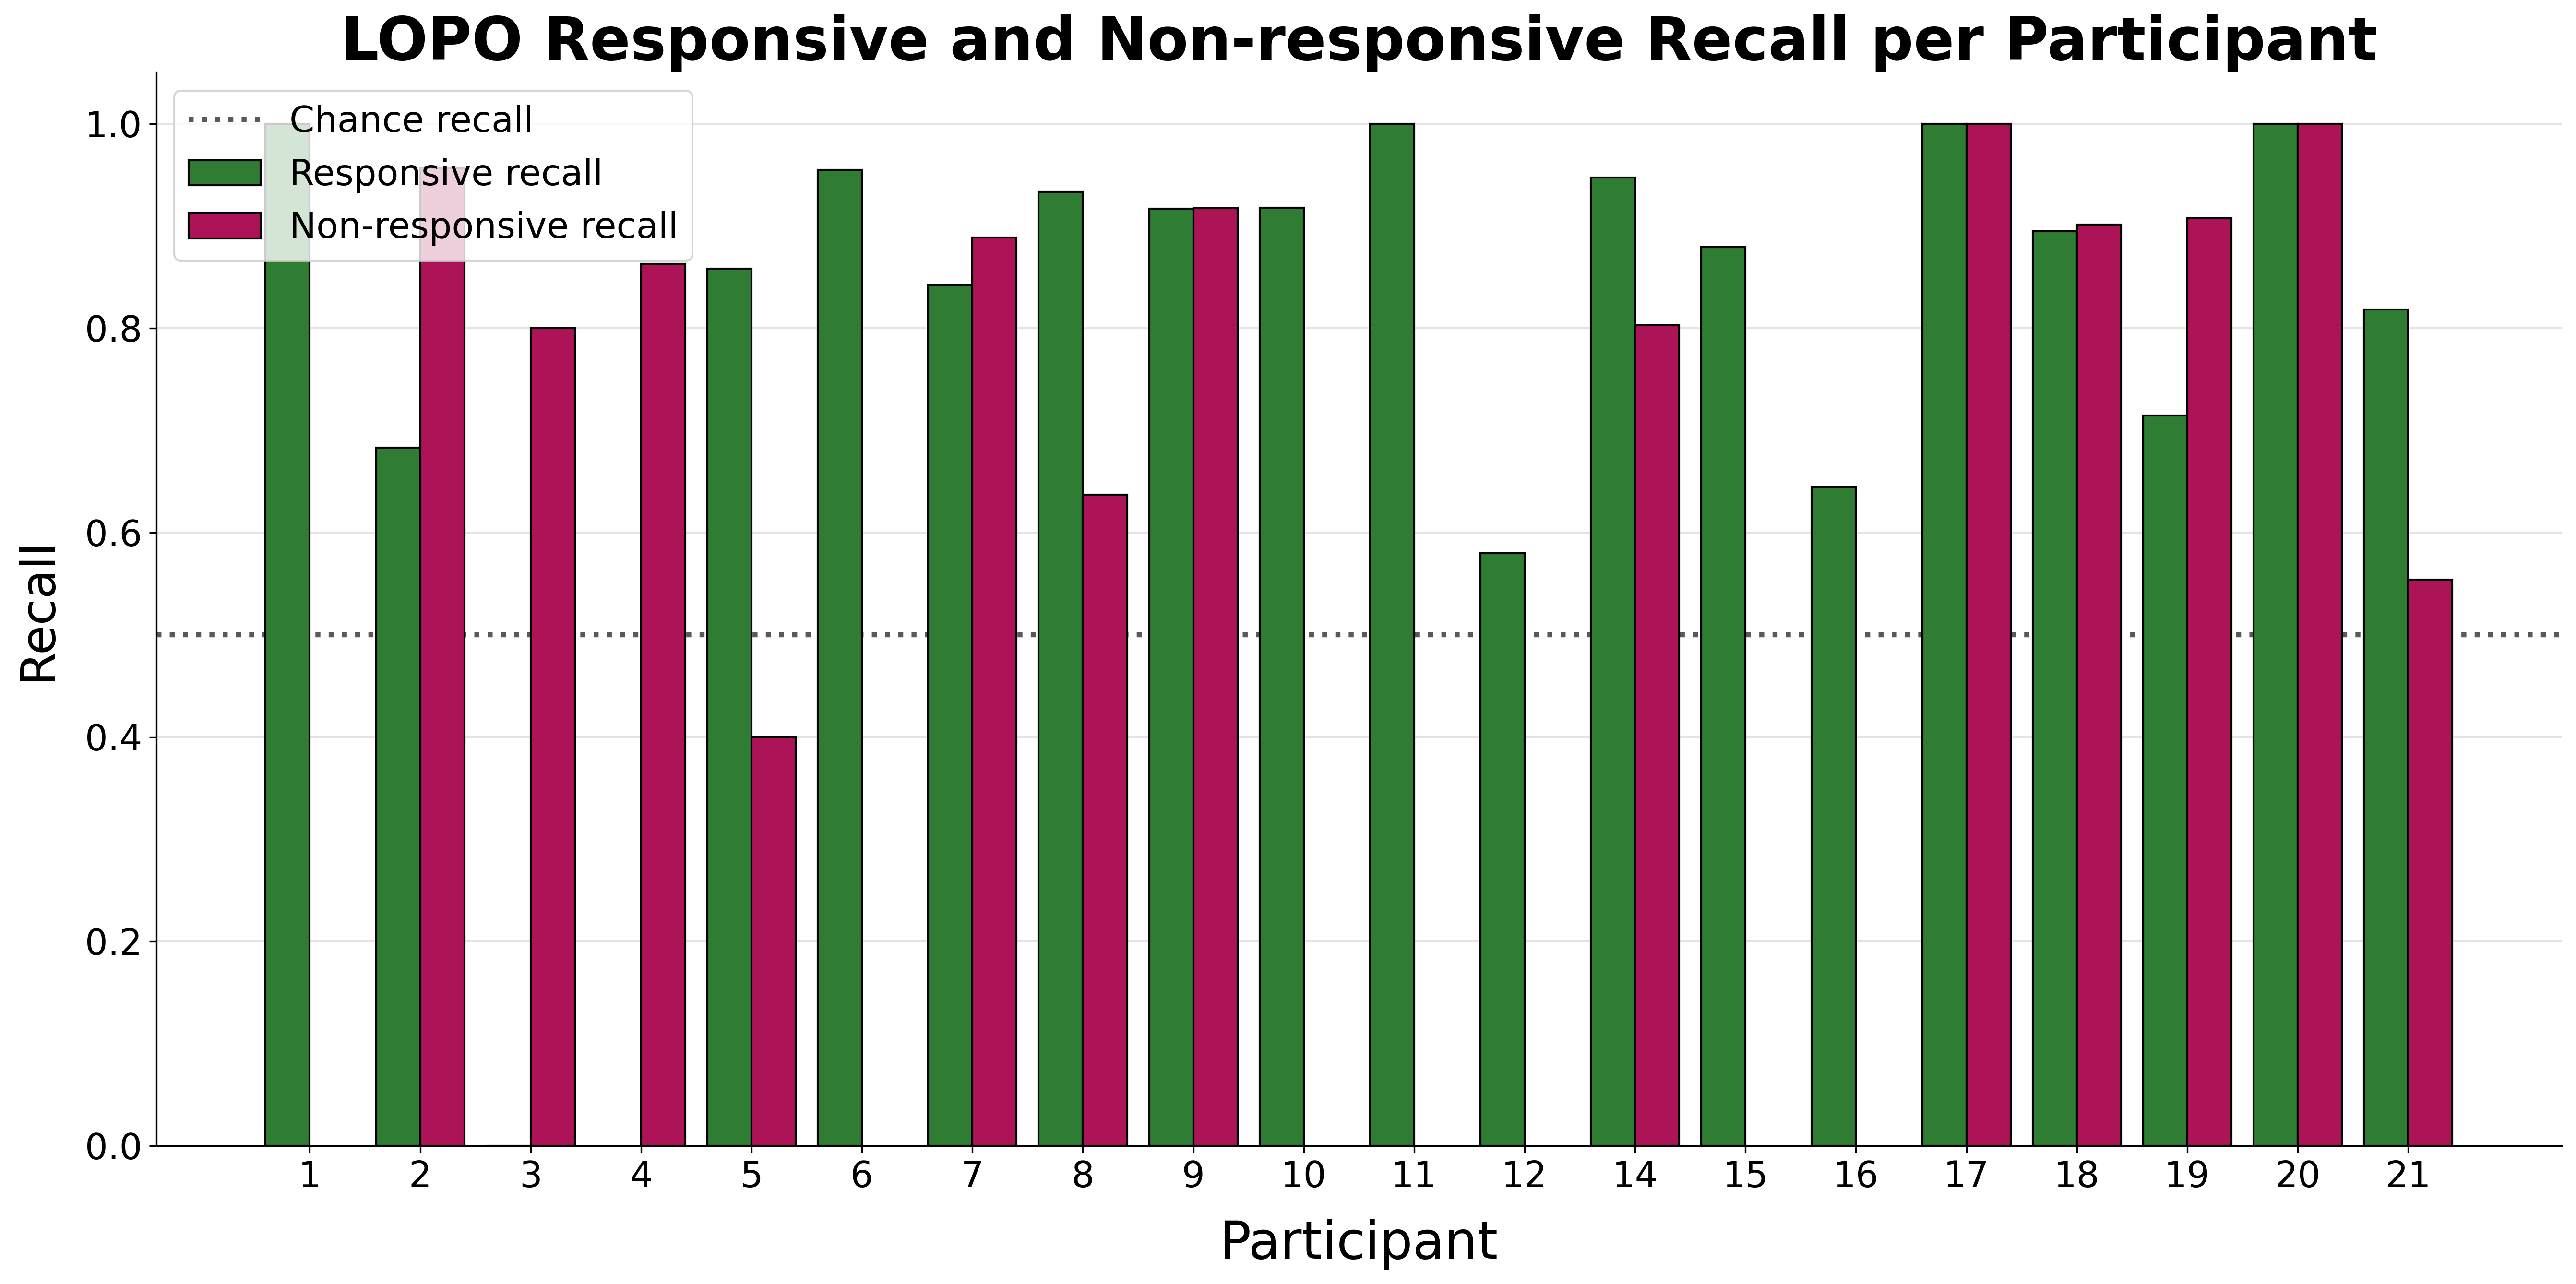 LOPO Responsive and Non-responsive Recall per Participant
Chance recall
Responsive recall
Non-responsive recall
1.0
0.8
0.6
0.4
0.2
0.0
Recall
1 2 3 4 5 6 7 8 9 10 11 12 14 15 16 17 18 19 20 21
Participant